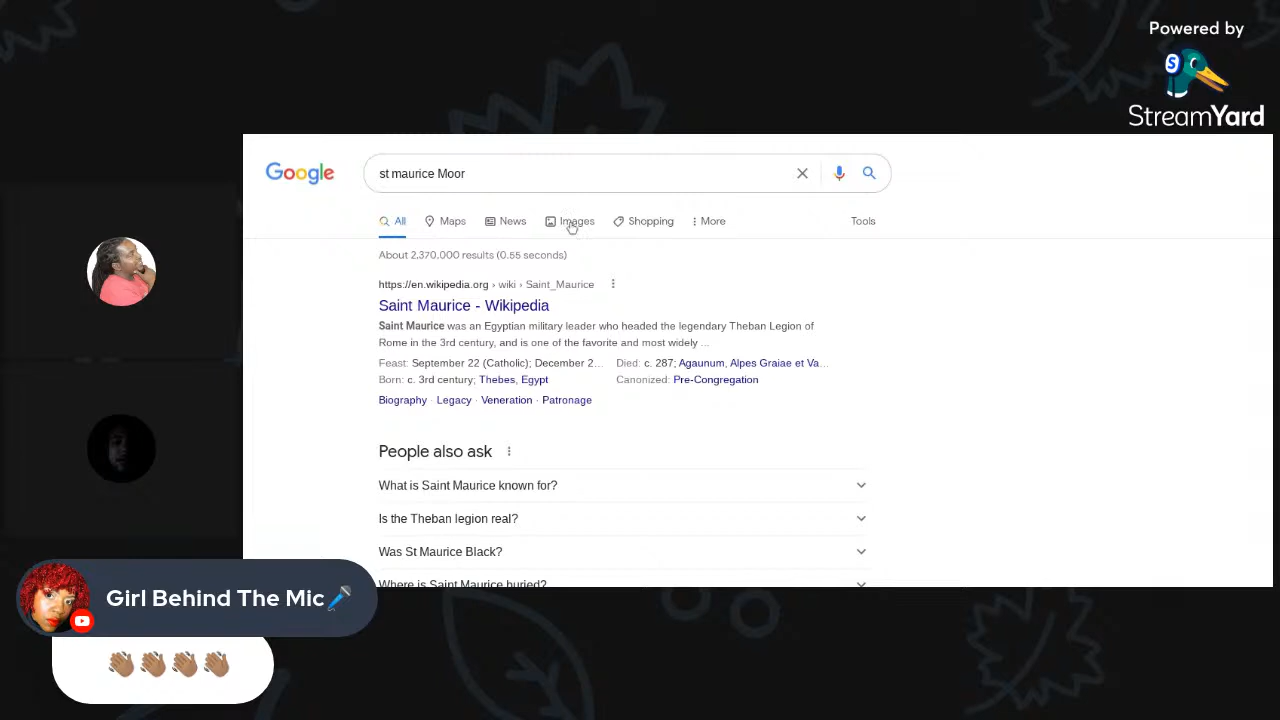 Powered by
StreamYard
Google
st maurice Moor
All Maps News Images Shopping More Tools
About 2,370,000 results (0.55 seconds)
https://en.wikipedia.org › wiki › Saint_Maurice
Saint Maurice - Wikipedia
Saint Maurice was an Egyptian military leader who headed the legendary Theban Legion of
Rome in the 3rd century, and is one of the favorite and most widely ...
Feast: September 22 (Catholic); December 2... Died: c. 287; Agaunum, Alpes Graiae et Va...
Born: c. 3rd century; Thebes, Egypt Canonized: Pre-Congregation
Biography · Legacy · Veneration · Patronage
People also ask
What is Saint Maurice known for?
Is the Theban legion real?
Was St Maurice Black?
Where is Saint Maurice buried?
Girl Behind The Mic🎤
👋🏽👋🏽👋🏽👋🏽